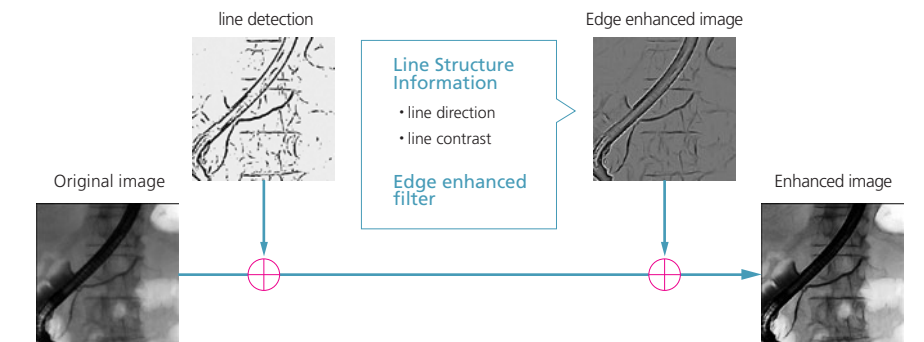 line detection
Edge enhanced image
Line Structure
Information
• line direction
• line contrast
Edge enhanced
filter
Original image
Enhanced image